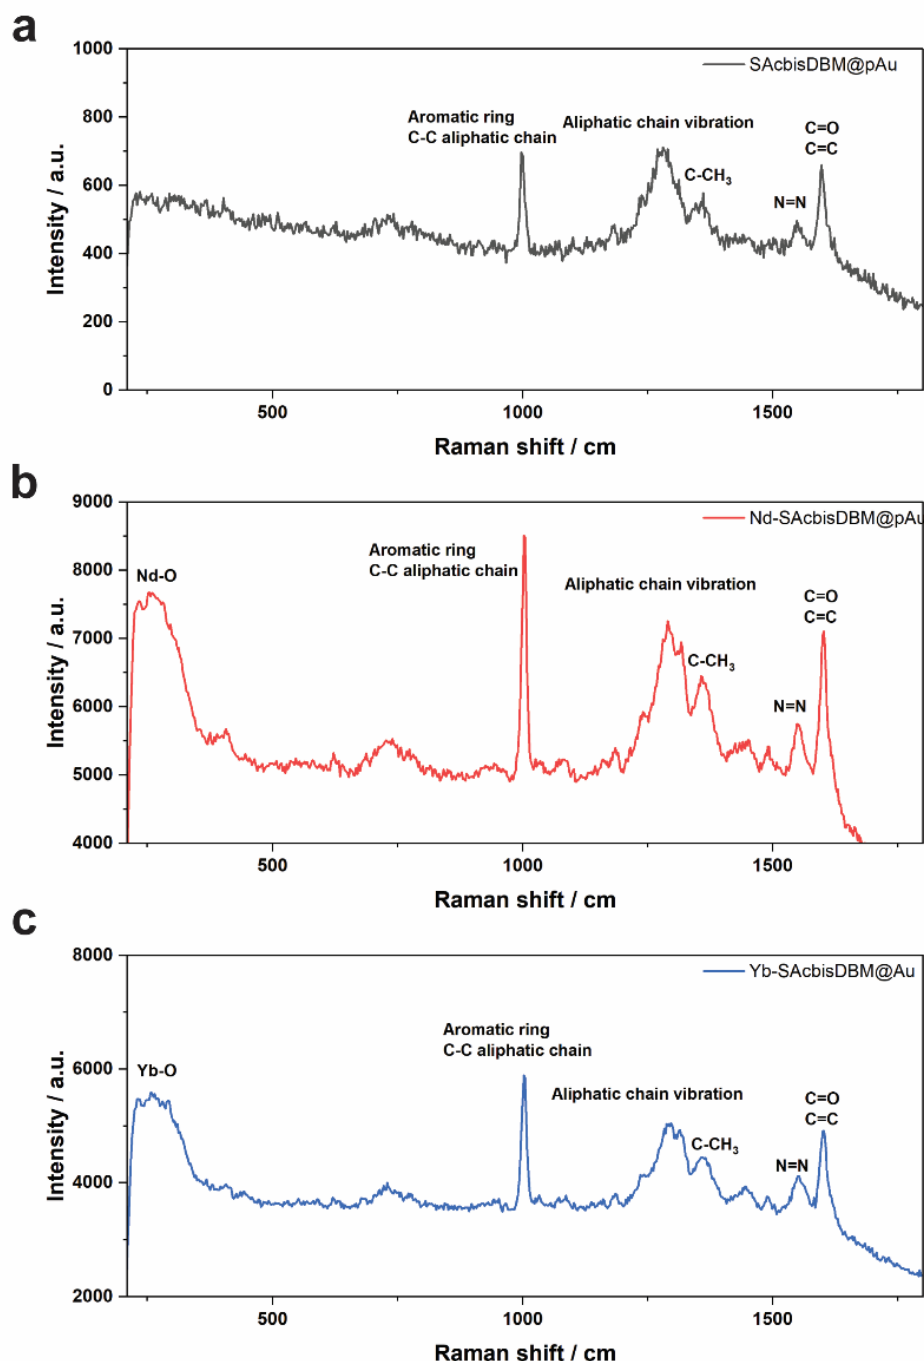 a
1000
800
600
400
200
0
Intensity / a.u.
SAcbisDBM@pAu
Aromatic ring
C-C aliphatic chain
Aliphatic chain vibration
C-CH₃
N=N
C=O
C=C
500
1000
1500
Raman shift / cm
b
9000
8000
7000
6000
5000
4000
Intensity / a.u.
Nd-SAcbisDBM@pAu
Nd-O
Aromatic ring
C-C aliphatic chain
Aliphatic chain vibration
C-CH₃
N=N
C=O
C=C
500
1000
1500
Raman shift / cm
c
8000
6000
4000
2000
Intensity / a.u.
Yb-SAcbisDBM@Au
Yb-O
Aromatic ring
C-C aliphatic chain
Aliphatic chain vibration
C-CH₃
N=N
C=O
C=C
500
1000
1500
Raman shift / cm